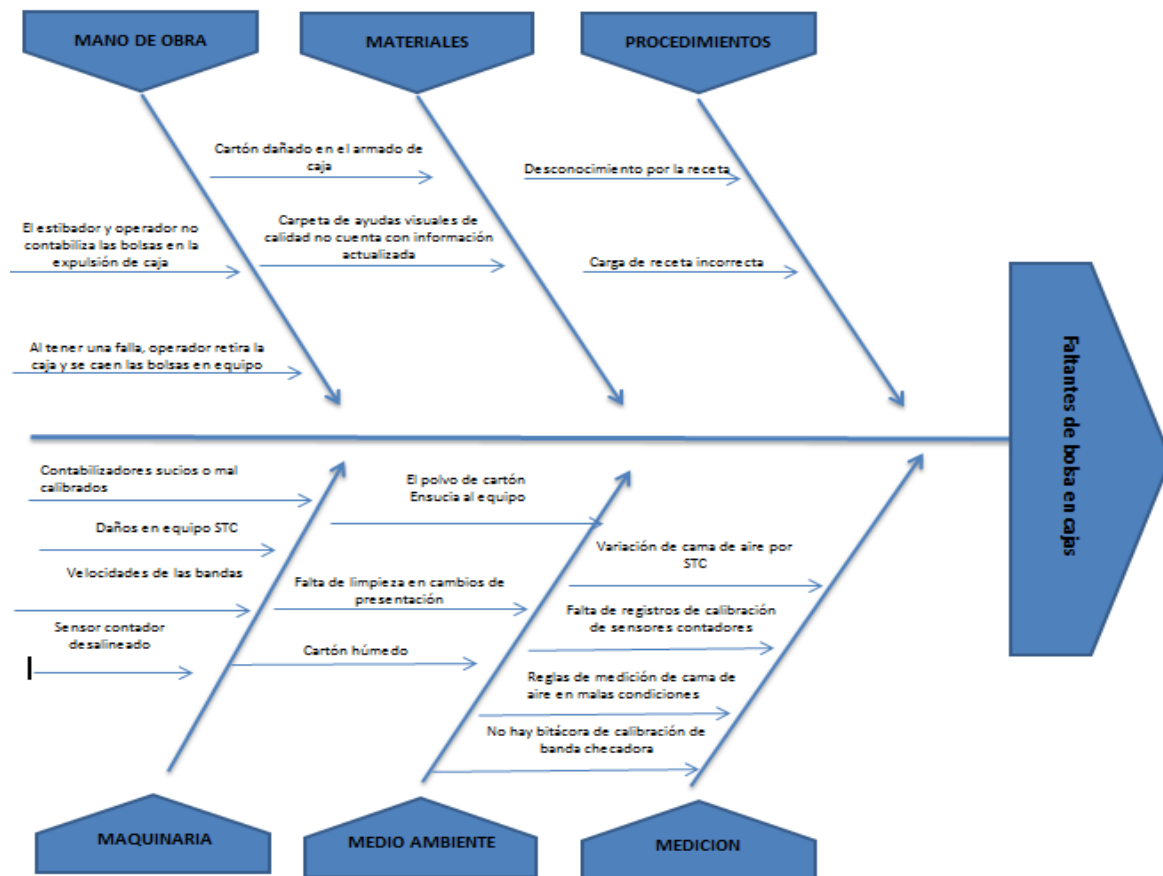 MANO DE OBRA
MATERIALES
PROCEDIMIENTOS
Cartón dañado en el armado de
caja
Desconocimiento por la receta
El estibador y operador no
contabiliza las bolsas en la
expulsión de caja
Carpeta de ayudas visuales de
calidad no cuenta con información
actualizada
Carga de receta incorrecta
Al tener una falla, operador retira la
caja y se caen las bolsas en equipo
Faltantes de bolsa en cajas
Contabilizadores sucios o mal
calibrados
Daños en equipo STC
Velocidades de las bandas
Sensor contador
desalineado
El polvo de cartón
Ensucia al equipo
Falta de limpieza en cambios de
presentación
Cartón húmedo
Variación de cama de aire por
STC
Falta de registros de calibración
de sensores contadores
Reglas de medición de cama de
aire en malas condiciones
No hay bitácora de calibración de
banda checadora
MAQUINARIA
MEDIO AMBIENTE
MEDICION